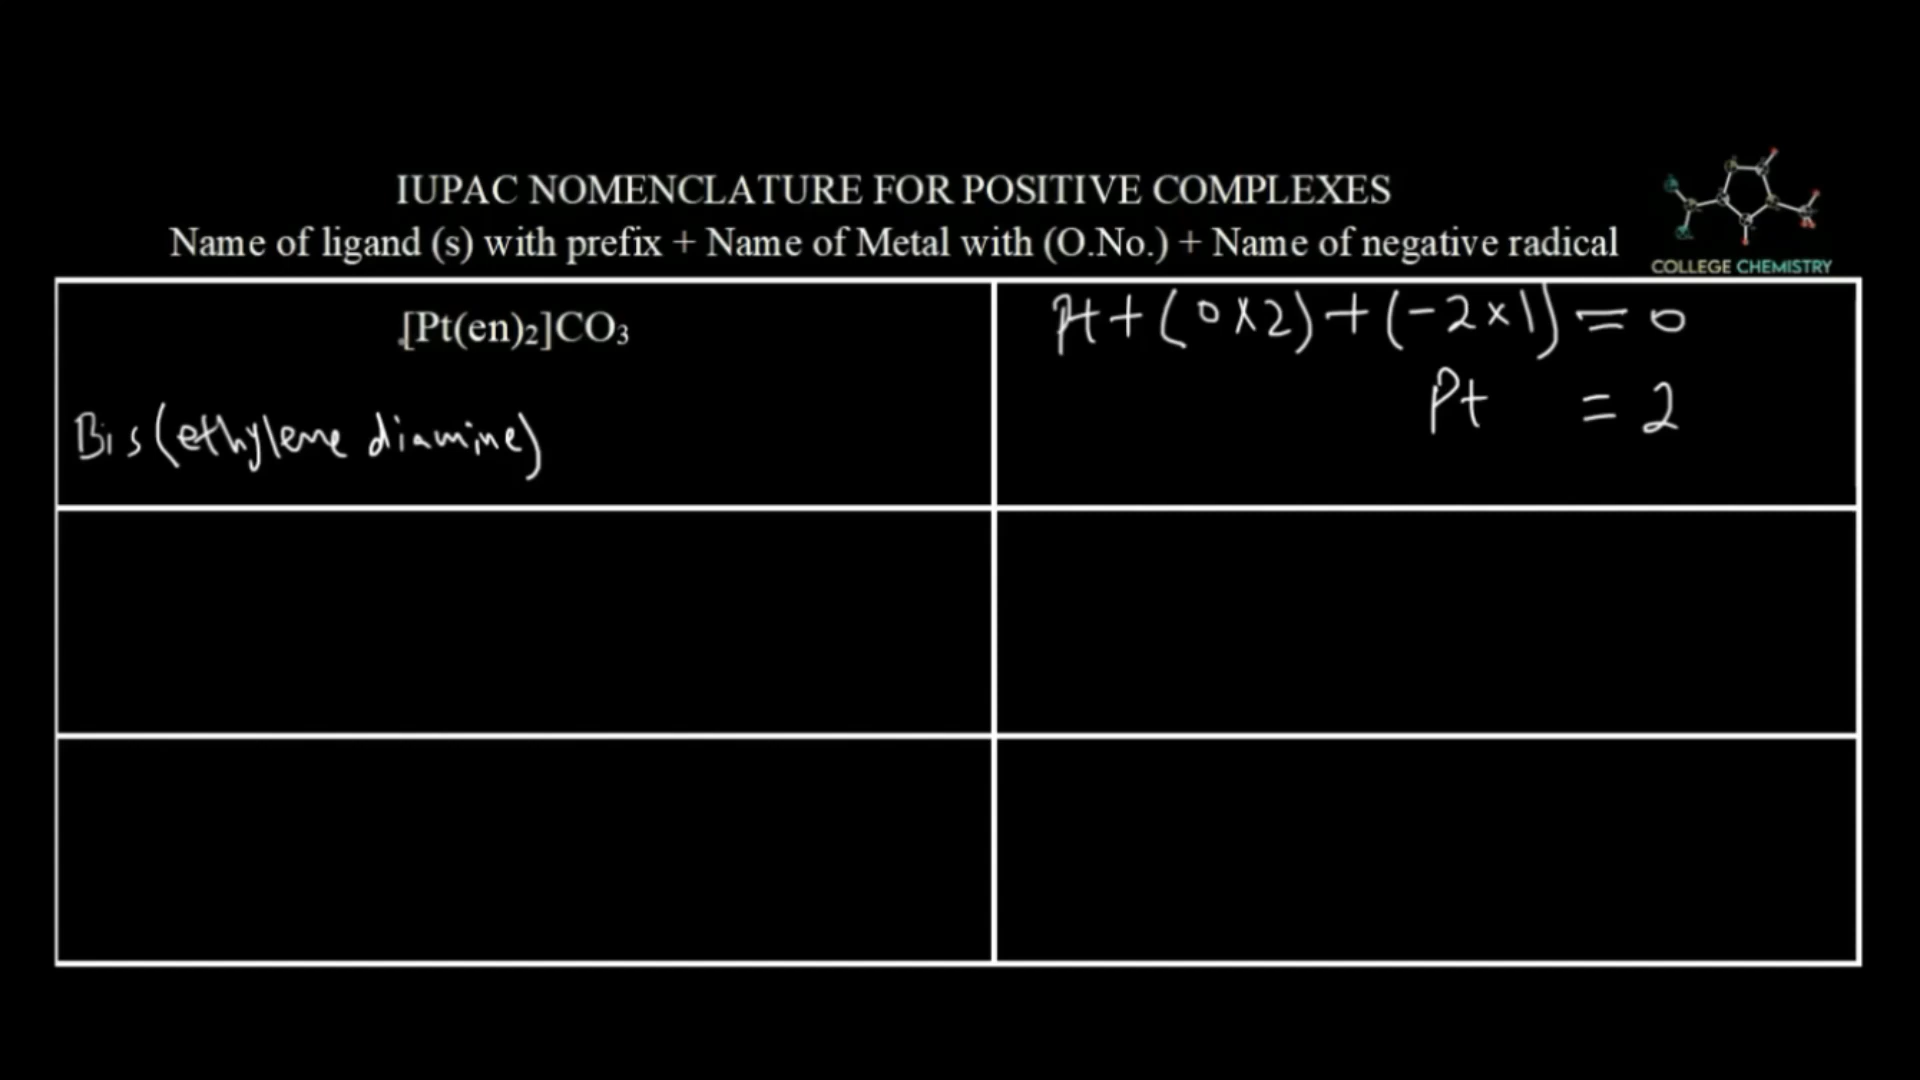 IUPAC NOMENCLATURE FOR POSITIVE COMPLEXES
Name of ligand (s) with prefix + Name of Metal with (O.No.) + Name of negative radical
COLLEGE CHEMISTRY
[Pt(en)₂]CO₃
Bis(ethylene diamine)
Pt + (0×2) + (-2×1) = 0
Pt = 2